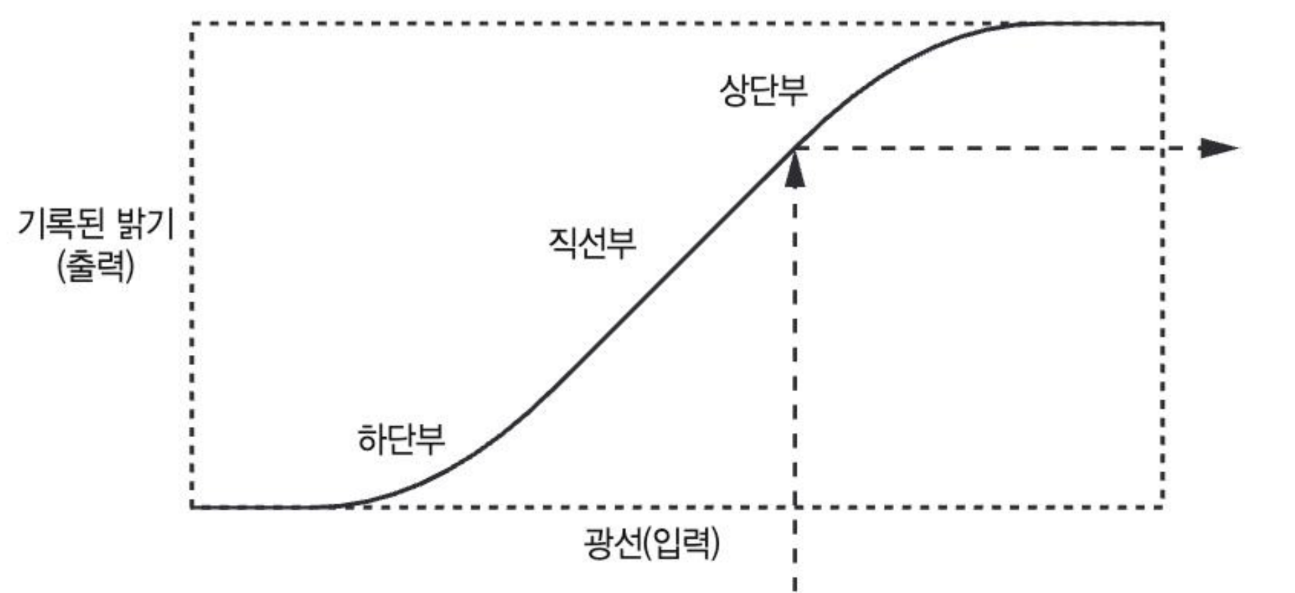 상단부
기록된 밝기
(출력)
직선부
하단부
광선(입력)